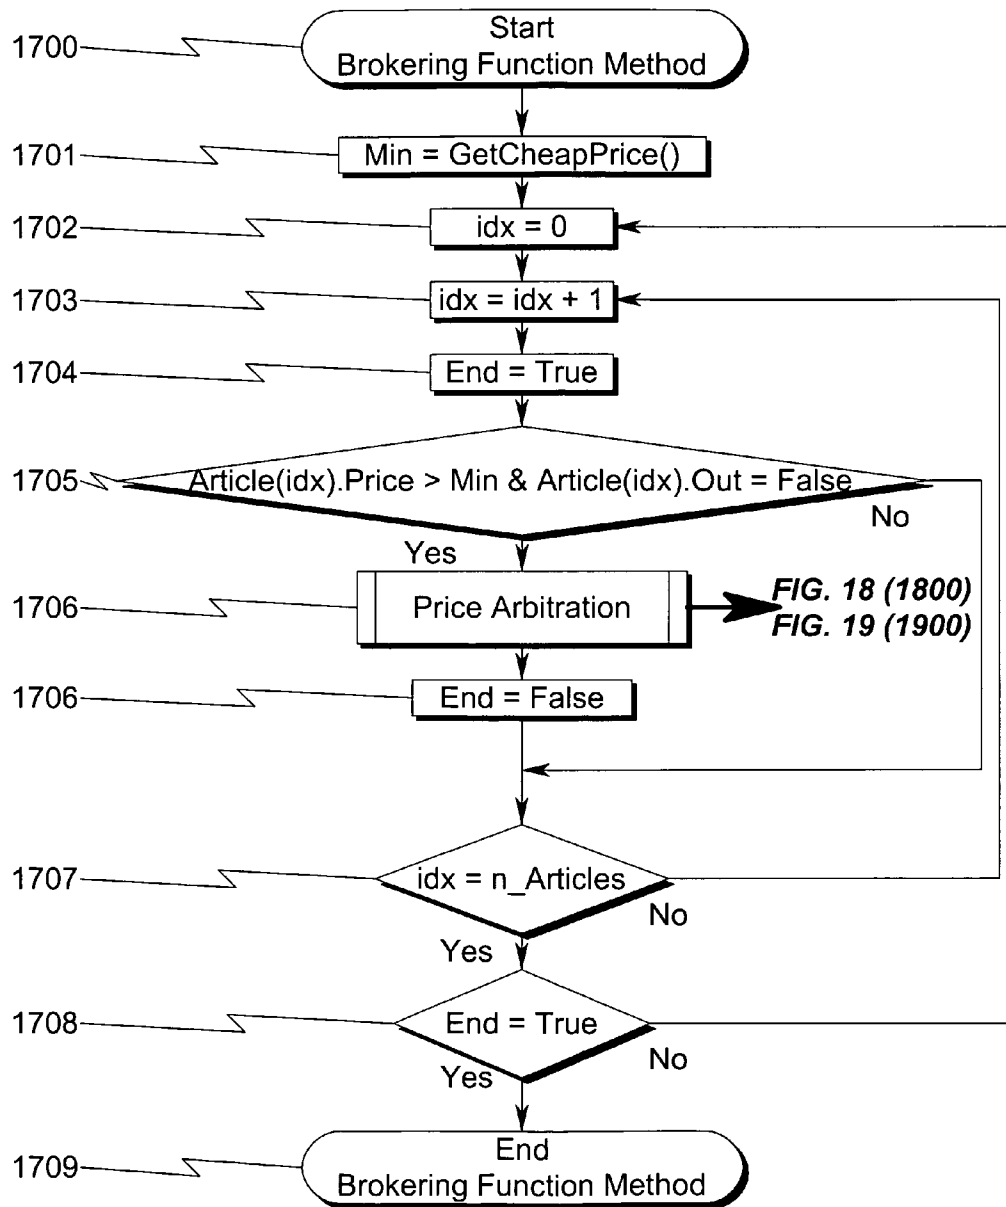 1700
Start
Brokering Function Method
1701
Min = GetCheapPrice()
1702
idx = 0
1703
idx = idx + 1
1704
End = True
1705
Article(idx).Price > Min & Article(idx).Out = False
No
Yes
1706
Price Arbitration
FIG. 18 (1800)
FIG. 19 (1900)
1706
End = False
1707
idx = n_Articles
No
Yes
1708
End = True
No
Yes
1709
End
Brokering Function Method